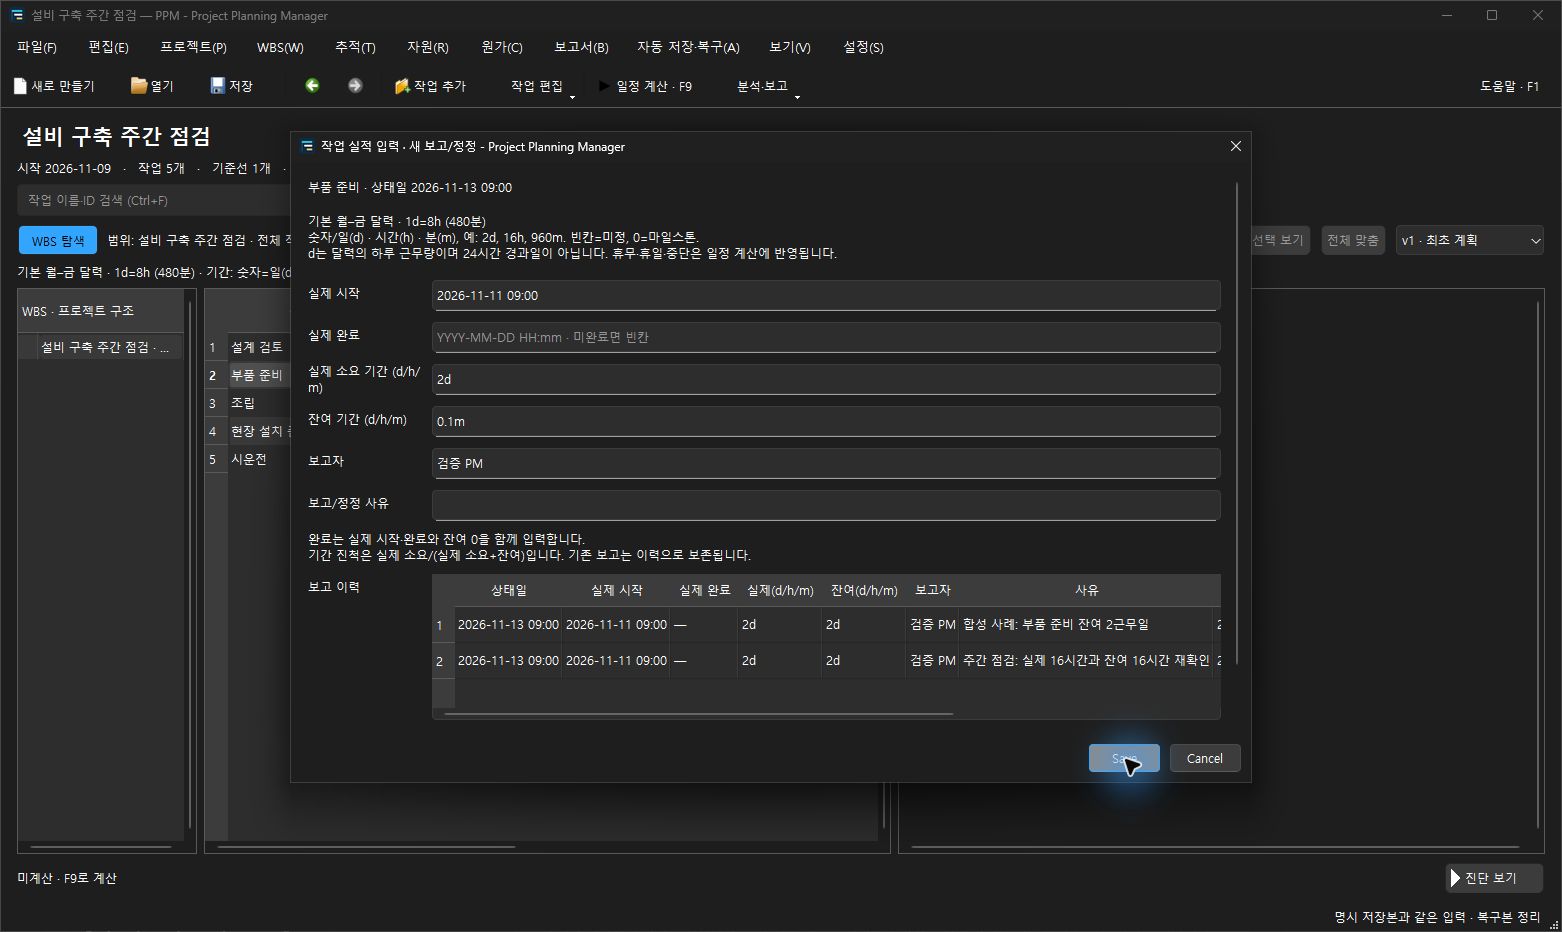 설비 구축 주간 점검 — PPM - Project Planning Manager
파일(F) 편집(E) 프로젝트(P) WBS(W) 추적(T) 자원(R) 원가(C) 보고서(B) 자동 저장·복구(A) 보기(V) 설정(S)
새로 만들기 열기 저장 작업 추가 작업 편집 일정 계산 · F9 분석·보고 도움말 · F1
설비 구축 주간 점검
시작 2026-11-09 · 작업 5개 · 기준선 1개 ·
작업 이름·ID 검색 (Ctrl+F)
WBS 탐색 범위: 설비 구축 주간 점검 · 전체 선택 보기 전체 맞춤 v1 · 최초 계획
기본 월–금 달력 · 1d=8h (480분) · 기간: 숫자=일(d
WBS · 프로젝트 구조
설비 구축 주간 점검 · ...
1 설계 검토
2 부품 준비
3 조립
4 현장 설치
5 시운전
작업 실적 입력 · 새 보고/정정 - Project Planning Manager
부품 준비 · 상태일 2026-11-13 09:00
기본 월–금 달력 · 1d=8h (480분)
숫자/일(d) · 시간(h) · 분(m), 예: 2d, 16h, 960m. 빈칸=미정, 0=마일스톤.
d는 달력의 하루 근무량이며 24시간 경과일이 아닙니다. 휴무·휴일·중단은 일정 계산에 반영됩니다.
실제 시작 2026-11-11 09:00
실제 완료 YYYY-MM-DD HH:mm · 미완료면 빈칸
실제 소요 기간 (d/h/
m) 2d
잔여 기간 (d/h/m) 0.1m
보고자 검증 PM
보고/정정 사유
완료는 실제 시작·완료와 잔여 0을 함께 입력합니다.
기간 진척은 실제 소요/(실제 소요+잔여)입니다. 기존 보고는 이력으로 보존됩니다.
보고 이력
상태일 실제 시작 실제 완료 실제(d/h/m) 잔여(d/h/m) 보고자 사유
1 2026-11-13 09:00 2026-11-11 09:00 — 2d 2d 검증 PM 합성 사례: 부품 준비 잔여 2근무일 2
2 2026-11-13 09:00 2026-11-11 09:00 — 2d 2d 검증 PM 주간 점검: 실제 16시간과 잔여 16시간 재확인 2
Save Cancel
미계산 · F9로 계산
진단 보기
명시 저장본과 같은 입력 · 복구본 정리